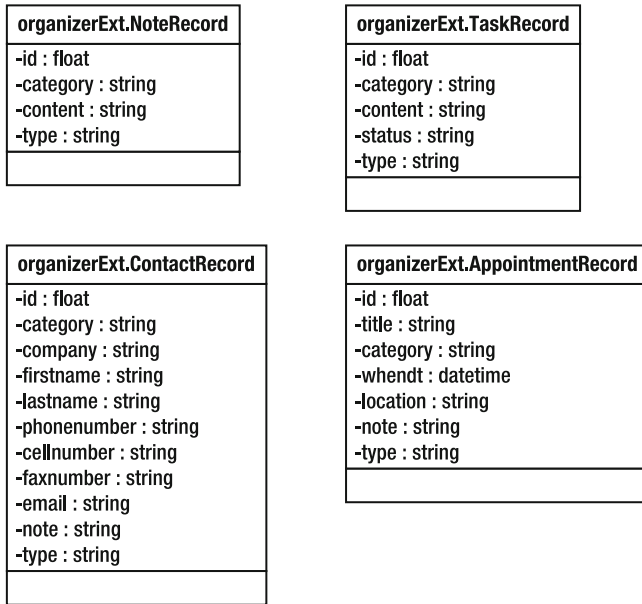 organizerExt.NoteRecord
-id : float
-category : string
-content : string
-type : string
organizerExt.TaskRecord
-id : float
-category : string
-content : string
-status : string
-type : string
organizerExt.ContactRecord
-id : float
-category : string
-company : string
-firstname : string
-lastname : string
-phonenumber : string
-cellnumber : string
-faxnumber : string
-email : string
-note : string
-type : string
organizerExt.AppointmentRecord
-id : float
-title : string
-category : string
-whendt : datetime
-location : string
-note : string
-type : string